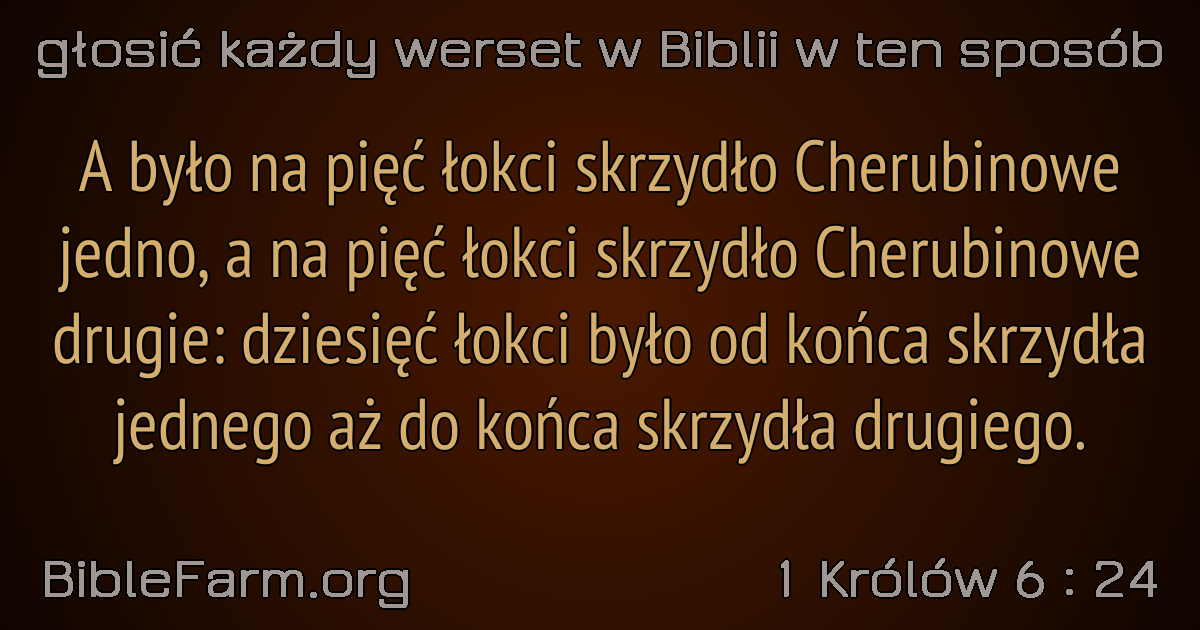 głosić każdy werset w Biblii w ten sposób
A było na pięć łokci skrzydło Cherubinowe
jedno, a na pięć łokci skrzydło Cherubinowe
drugie: dziesięć łokci było od końca skrzydła
jednego aż do końca skrzydła drugiego.
BibleFarm.org
1 Królów 6 : 24